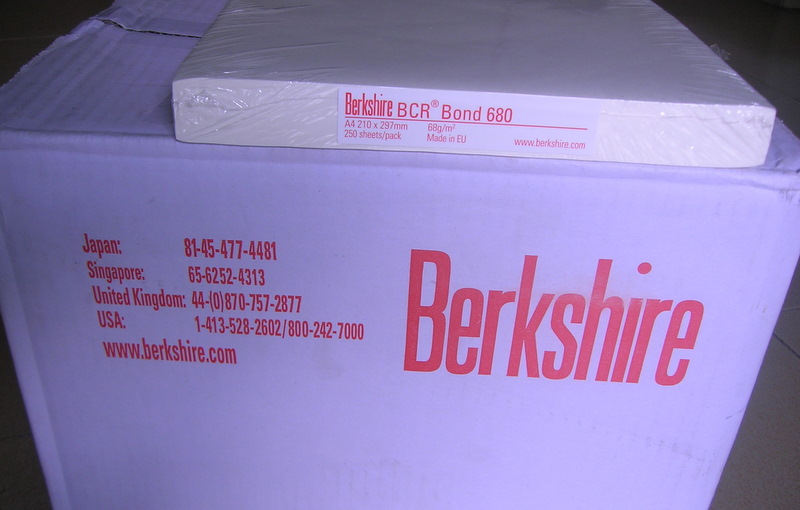 Berkshire BCR® Bond 680
A4 210 x 297mm 68g/m²
250 sheets/pack Made in EU www.berkshire.com
Japan: 81-45-477-4481
Singapore: 65-6252-4313
United Kingdom: 44-(0)870-757-2877
USA: 1-413-528-2602/800-242-7000
www.berkshire.com
Berkshire